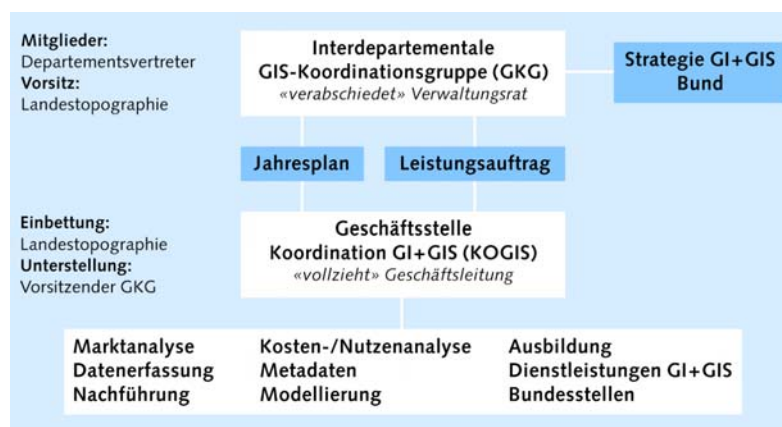 Mitglieder:
Departementsvertreter
Vorsitz:
Landestopographie
Interdepartementale
GIS-Koordinationsgruppe (GKG)
«verabschiedet» Verwaltungsrat
Strategie GI+GIS
Bund
Jahresplan
Leistungsauftrag
Einbettung:
Landestopographie
Unterstellung:
Vorsitzender GKG
Geschäftsstelle
Koordination GI+GIS (KOGIS)
«vollzieht» Geschäftsleitung
Marktanalyse
Datenerfassung
Nachführung
Kosten-/Nutzenanalyse
Metadaten
Modellierung
Ausbildung
Dienstleistungen GI+GIS
Bundesstellen